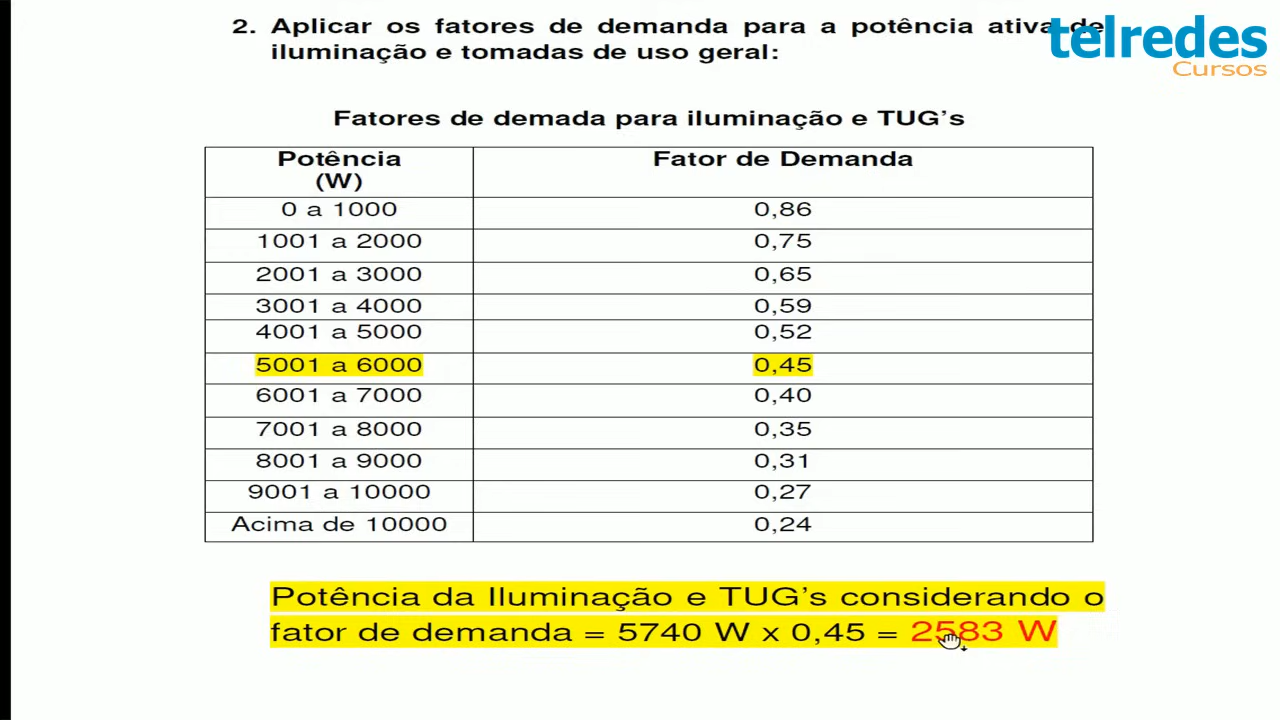 2. Aplicar os fatores de demanda para a potência ativa de
iluminação e tomadas de uso geral:
telredes
Cursos
Fatores de demada para iluminação e TUG's
Potência (W) Fator de Demanda
0 a 1000 0,86
1001 a 2000 0,75
2001 a 3000 0,65
3001 a 4000 0,59
4001 a 5000 0,52
5001 a 6000 0,45
6001 a 7000 0,40
7001 a 8000 0,35
8001 a 9000 0,31
9001 a 10000 0,27
Acima de 10000 0,24
Potência da Iluminação e TUG's considerando o
fator de demanda = 5740 W x 0,45 = 2583 W